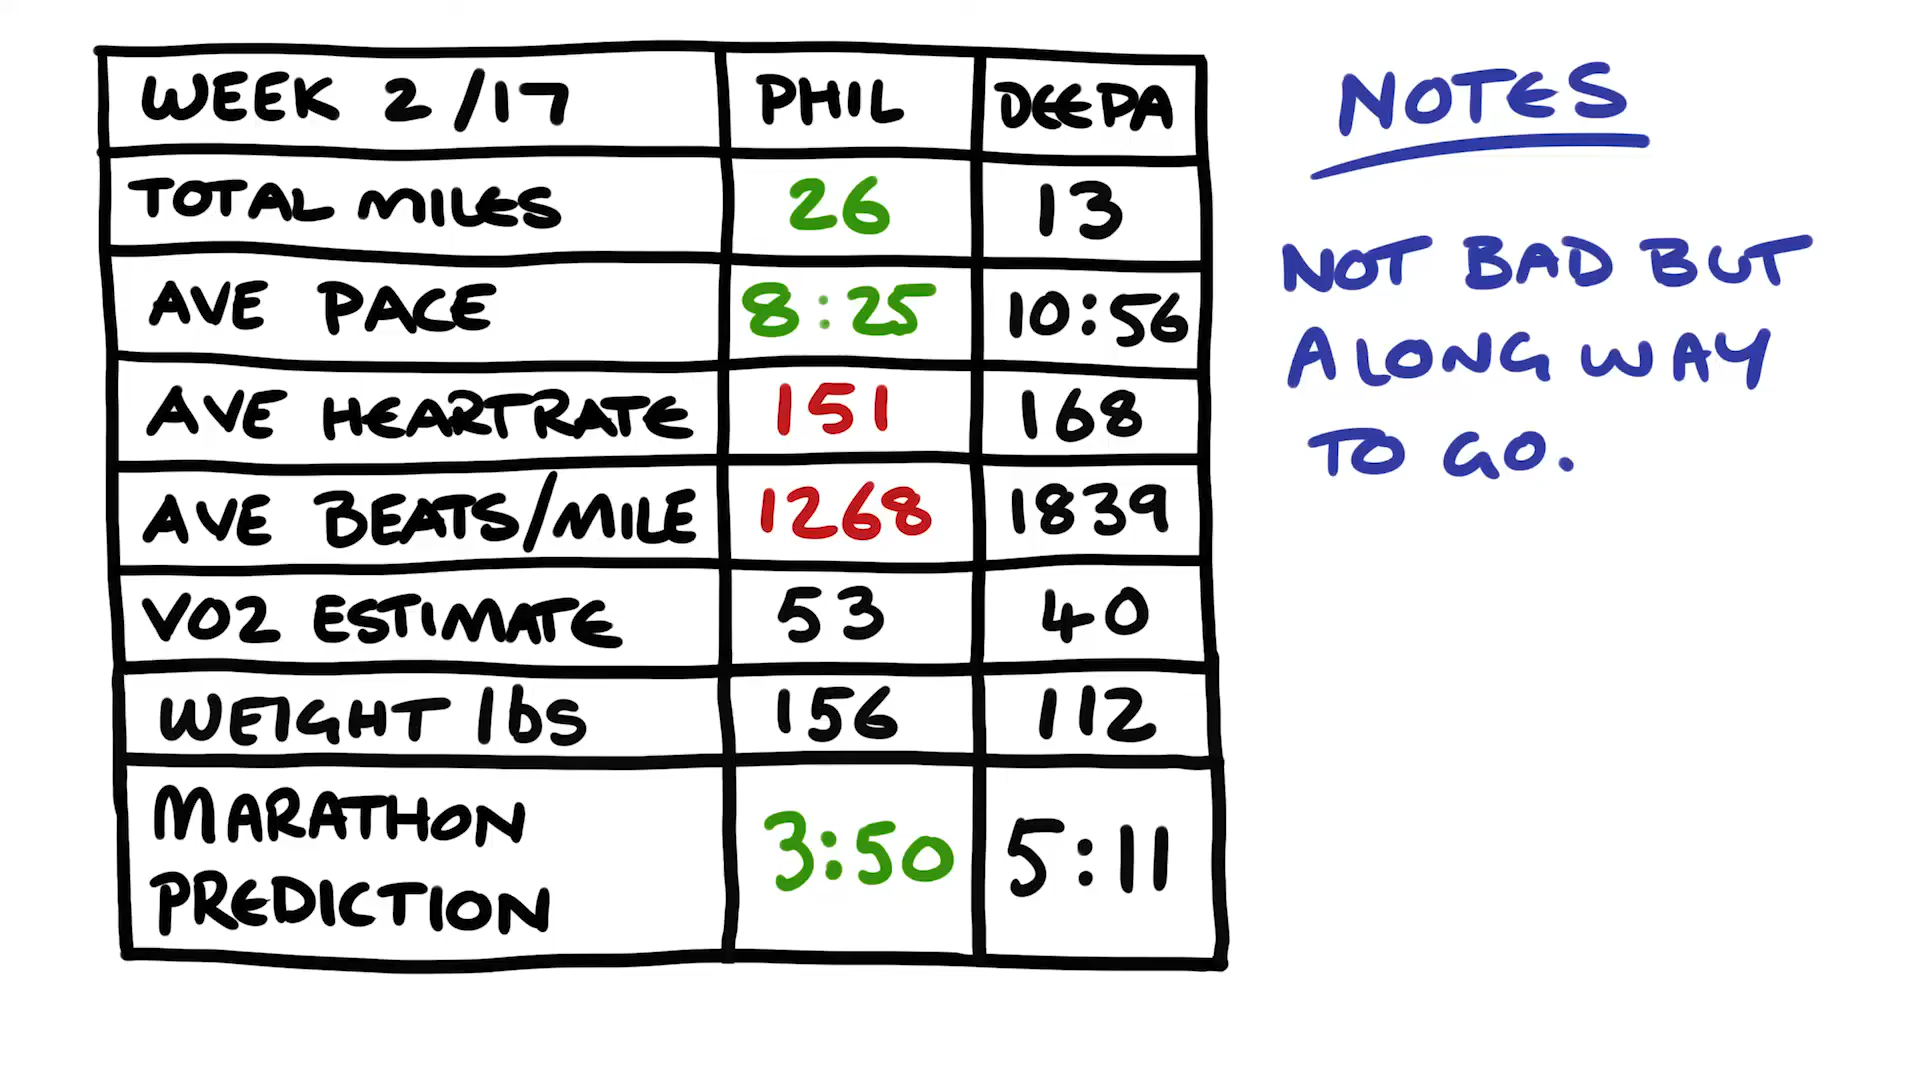 WEEK 2/17 PHIL DEEPA
TOTAL MILES 26 13
AVE PACE 8:25 10:56
AVE HEARTRATE 151 168
AVE BEATS/MILE 1268 1839
VO2 ESTIMATE 53 40
WEIGHT lbs 156 112
MARATHON
PREDICTION 3:50 5:11
NOTES
NOT BAD BUT
A LONG WAY
TO GO.